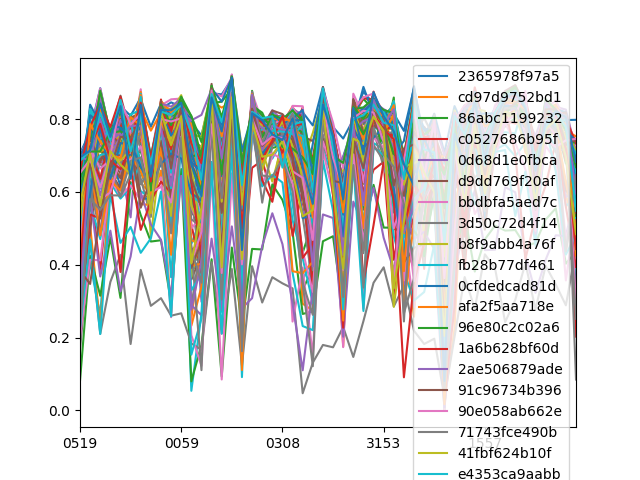 0.8
0.6
0.4
0.2
0.0
0519
0059
0308
3153
1557
2365978f97a5
cd97d9752bd1
86abc1199232
c0527686b95f
0d68d1e0fbca
d9dd769f20af
bbdbfa5aed7c
3d50c72d4f14
b8f9abb4a76f
fb28b77df461
0cfdedcad81d
afa2f5aa718e
96e80c2c02a6
1a6b628bf60d
2ae506879ade
91c96734b396
90e058ab662e
71743fce490b
41fbf624b10f
e4353ca9aabb